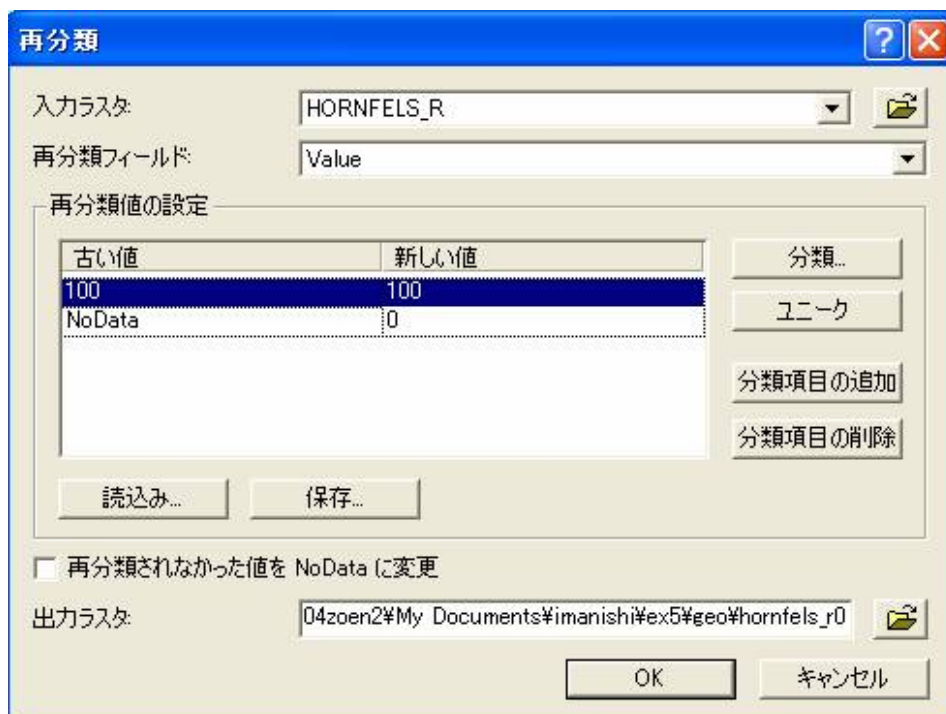 再分類
入力ラスタ:
HORNFELS_R
再分類フィールド:
Value
再分類値の設定
古い値 新しい値
100 100
NoData 0
分類...
ユニーク
分類項目の追加
分類項目の削除
読込み...
保存...
再分類されなかった値を NoData に変更
出力ラスタ:
04zoen2¥My Documents¥imanishi¥ex5¥geo¥hornfels_r0
OK
キャンセル